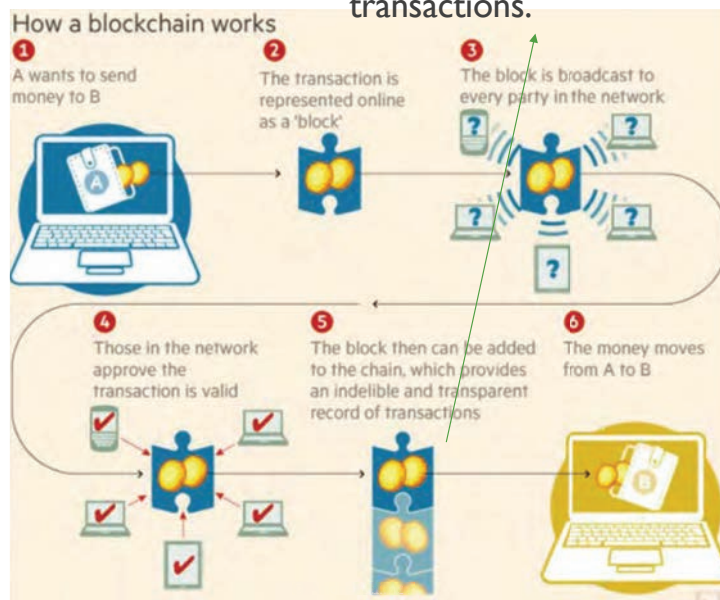 transactions.
How a blockchain works
1
A wants to send
money to B
A
2
The transaction is
represented online
as a 'block'
3
The block is broadcast to
every party in the network
?
?
?
?
?
4
Those in the network
approve the
transaction is valid
5
The block then can be added
to the chain, which provides
an indelible and transparent
record of transactions
6
The money moves
from A to B
B